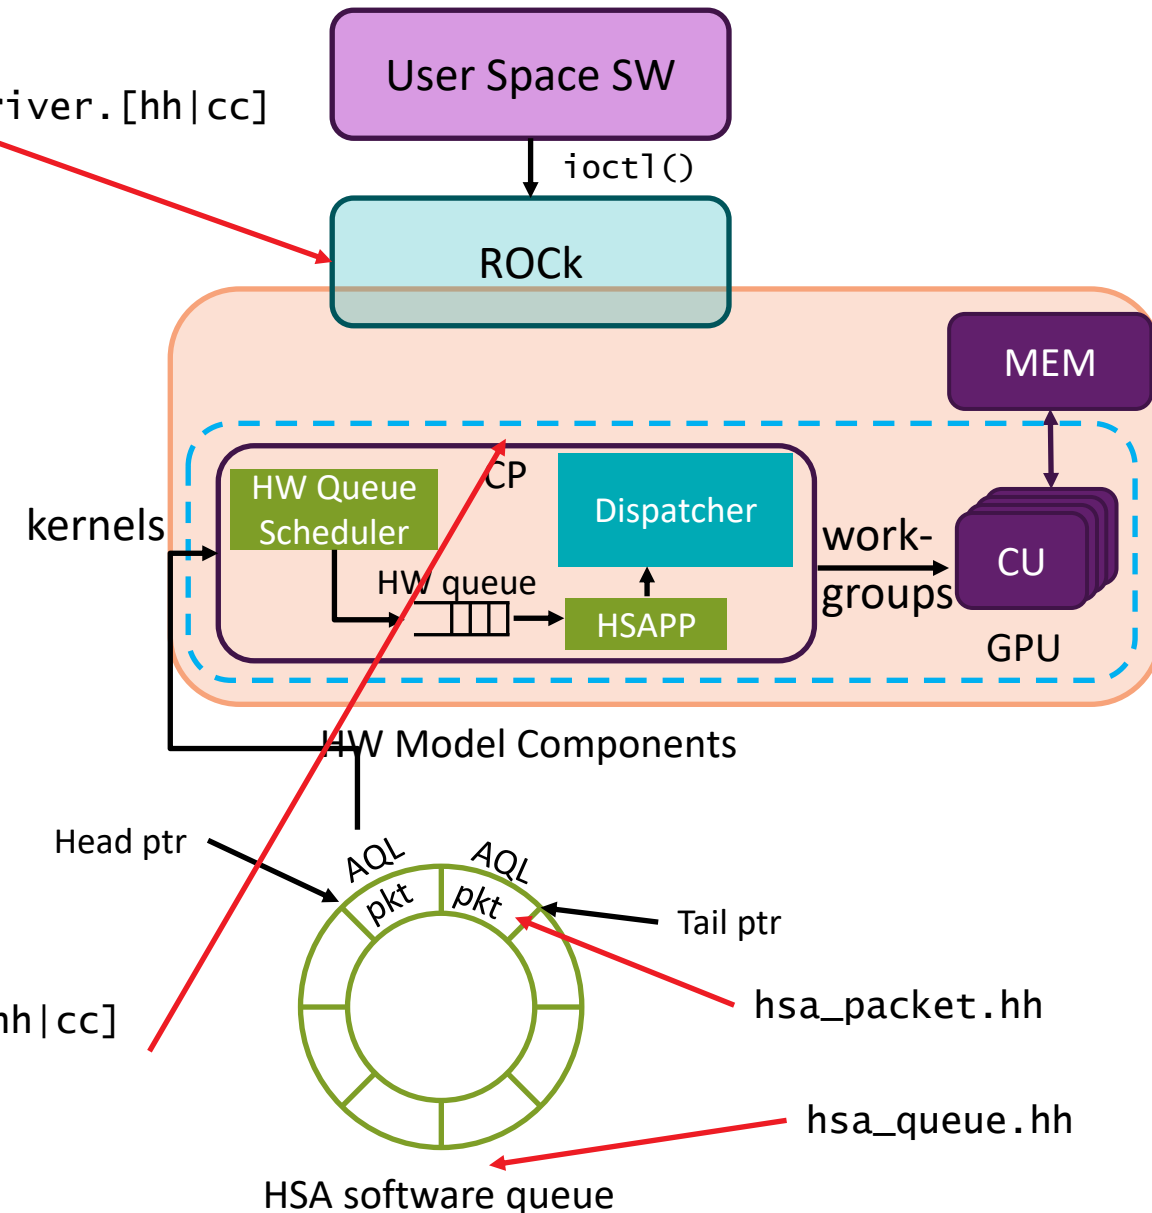 User Space SW
river.[hh|cc]
ioctl()
ROCk
MEM
CP
HW Queue
Scheduler
Dispatcher
kernels
work-
groups
CU
HW queue
HSAPP
GPU
HW Model Components
Head ptr
AQL
pkt
AQL
pkt
Tail ptr
hsa_packet.hh
hh|cc]
hsa_queue.hh
HSA software queue